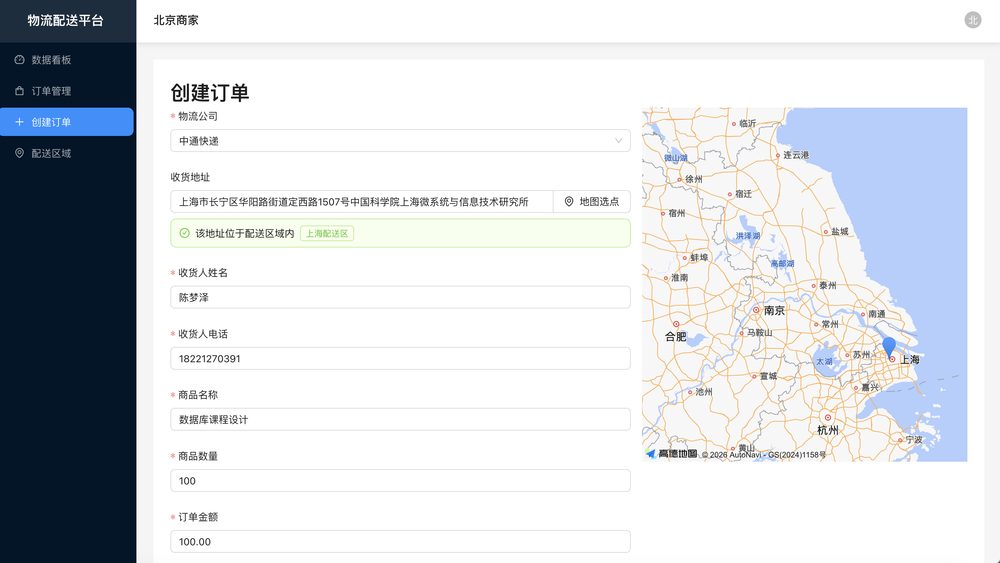 物流配送平台
北京商家
北
数据看板
订单管理
创建订单
配送区域
创建订单
* 物流公司
中通快递
收货地址
上海市长宁区华阳路街道定西路1507号中国科学院上海微系统与信息技术研究所
地图选点
该地址位于配送区域内 上海配送区
* 收货人姓名
陈梦泽
* 收货人电话
18221270391
* 商品名称
数据库课程设计
* 商品数量
100
* 订单金额
100.00
临沂
连云港
微山湖
徐州
宿迁
宿州
盐城
洪泽湖
蚌埠
高邮湖
淮南
泰州
南京
南通
常州
合肥
马鞍山
苏州
上海
太湖
宣城
嘉兴
池州
杭州
宁波
黄山
高德地图 © 2026 AutoNavi - GS(2024)1158号